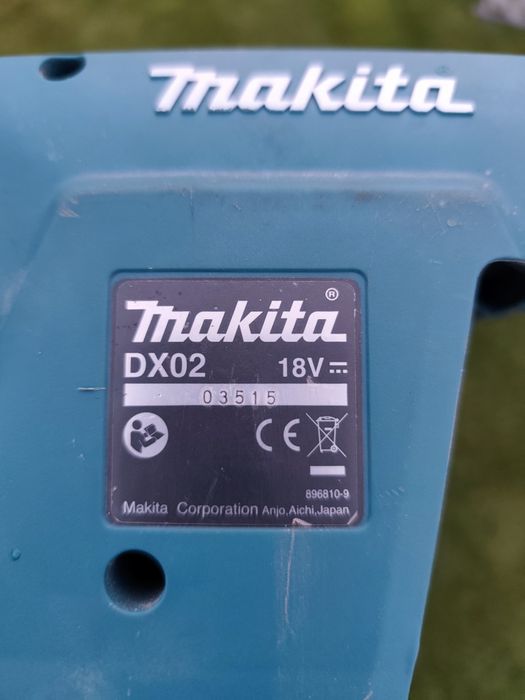 makita
makita ®
DX02 18V
03515
CE
896810-9
Makita Corporation Anjo,Aichi,Japan